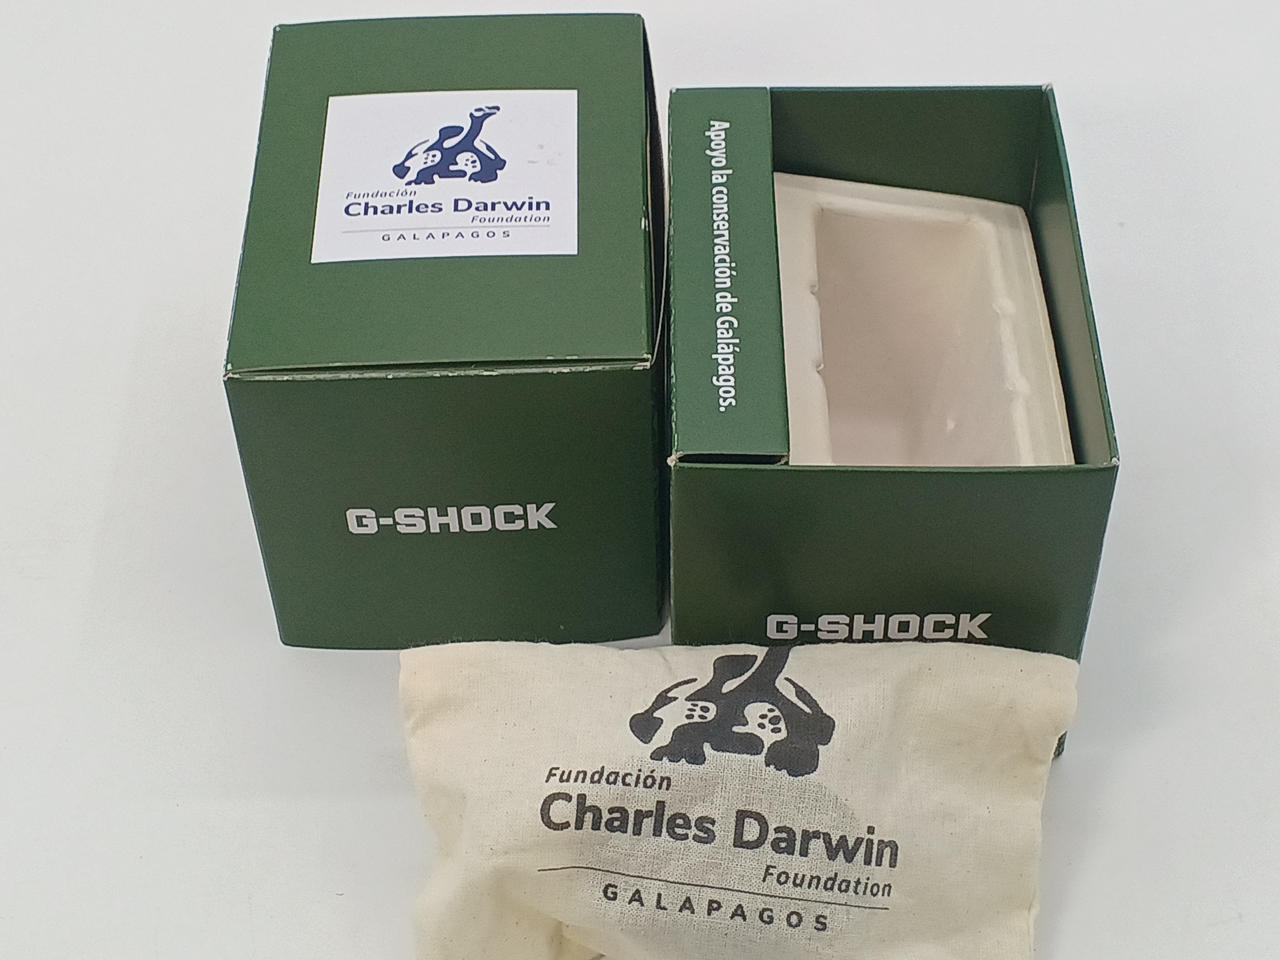 Fundación
Charles Darwin
Foundation
GALAPAGOS
G-SHOCK
Apoyo la conservación de Galápagos.
G-SHOCK
Fundación
Charles Darwin
Foundation
GALAPAGOS